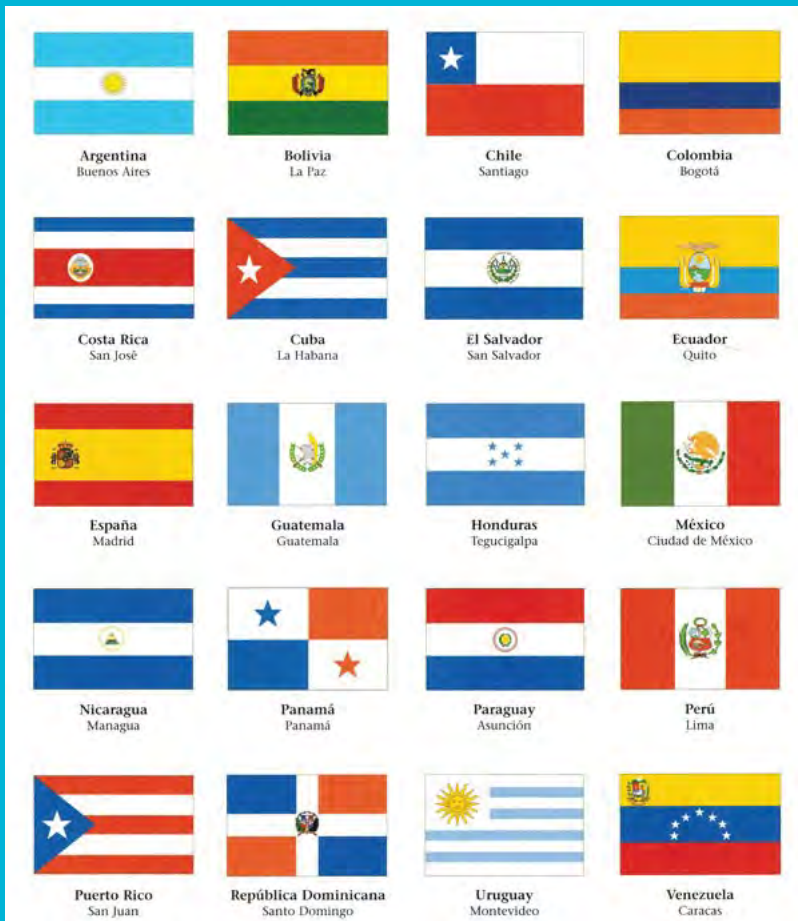 Argentina
Buenos Aires
Bolivia
La Paz
Chile
Santiago
Colombia
Bogotá
Costa Rica
San José
Cuba
La Habana
El Salvador
San Salvador
Ecuador
Quito
España
Madrid
Guatemala
Guatemala
Honduras
Tegucigalpa
México
Ciudad de México
Nicaragua
Managua
Panamá
Panamá
Paraguay
Asunción
Perú
Lima
Puerto Rico
San Juan
República Dominicana
Santo Domingo
Uruguay
Montevideo
Venezuela
Caracas